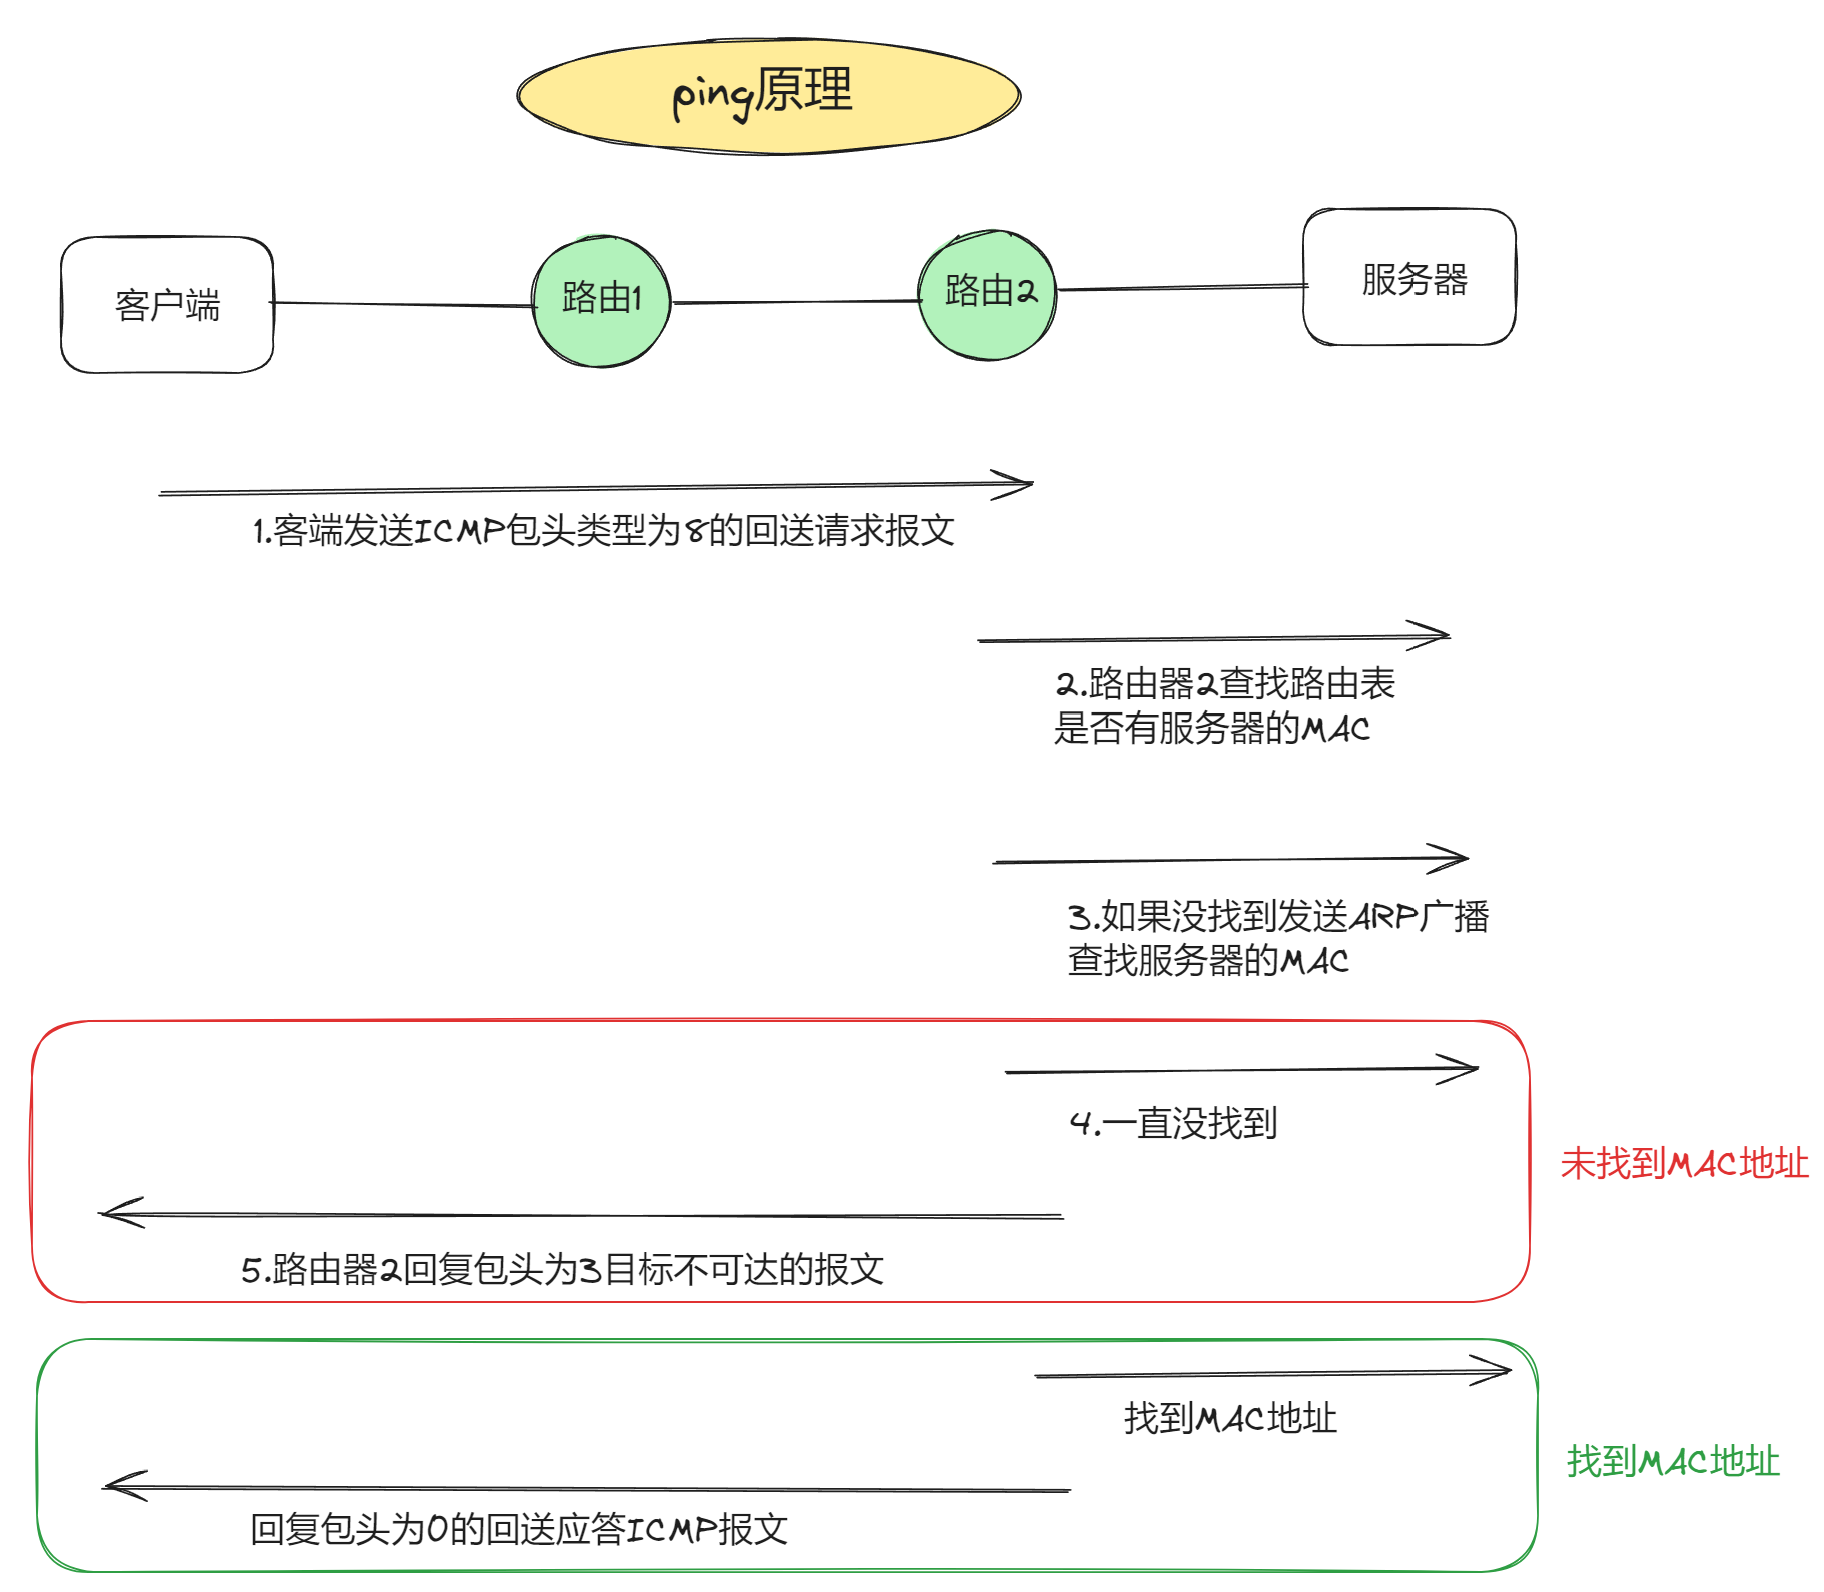 ping原理
客户端
路由1
路由2
服务器
1.客端发送ICMP包头类型为8的回送请求报文
2.路由器2查找路由表
是否有服务器的MAC
3.如果没找到发送ARP广播
查找服务器的MAC
4.一直没找到
未找到MAC地址
5.路由器2回复包头为3目标不可达的报文
找到MAC地址
找到MAC地址
回复包头为0的回送应答ICMP报文